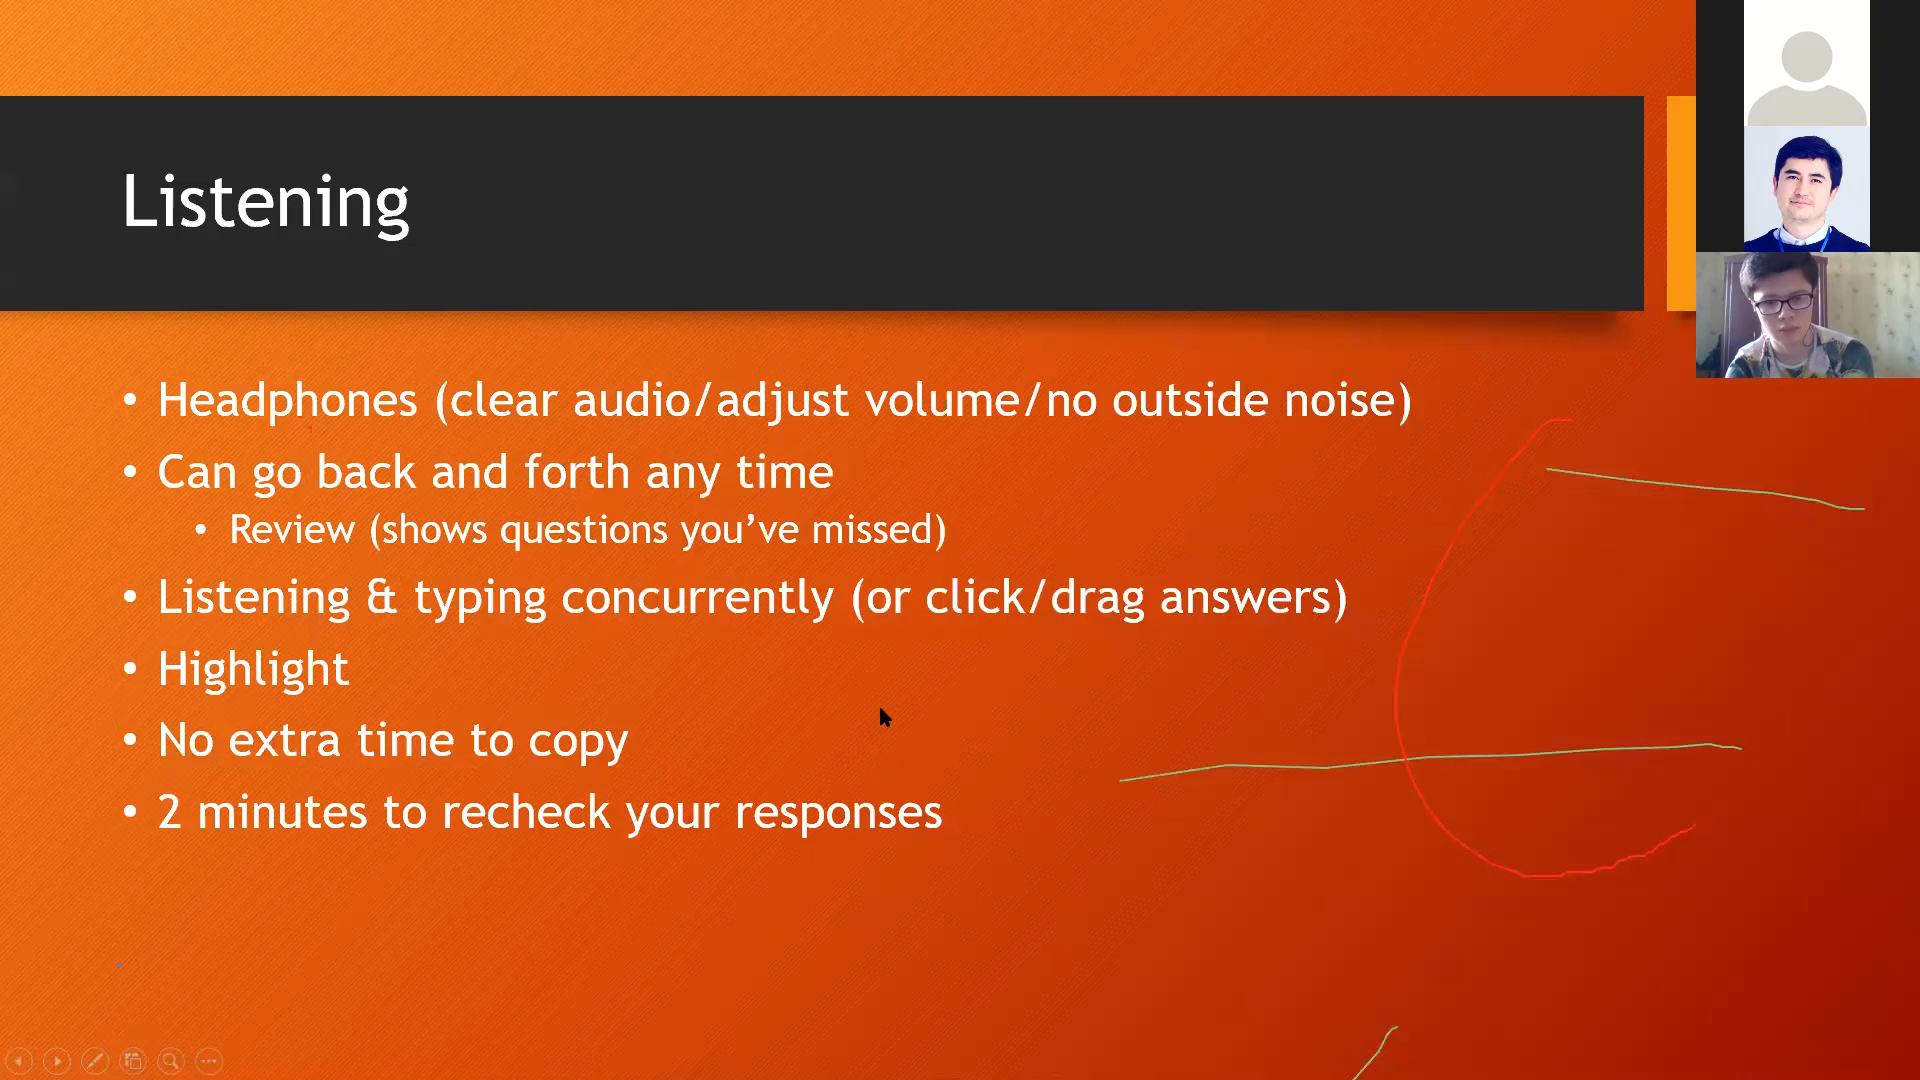 Listening
• Headphones (clear audio/adjust volume/no outside noise)
• Can go back and forth any time
• Review (shows questions you’ve missed)
• Listening & typing concurrently (or click/drag answers)
• Highlight
• No extra time to copy
• 2 minutes to recheck your responses